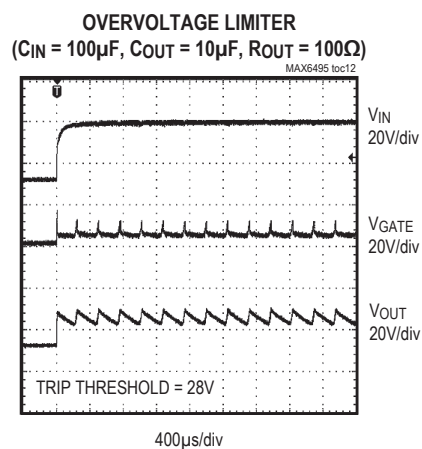 OVERVOLTAGE LIMITER
(CIN = 100µF, COUT = 10µF, ROUT = 100Ω)
MAX6495 toc12
T
VIN
20V/div
VGATE
20V/div
VOUT
20V/div
TRIP THRESHOLD = 28V
400µs/div